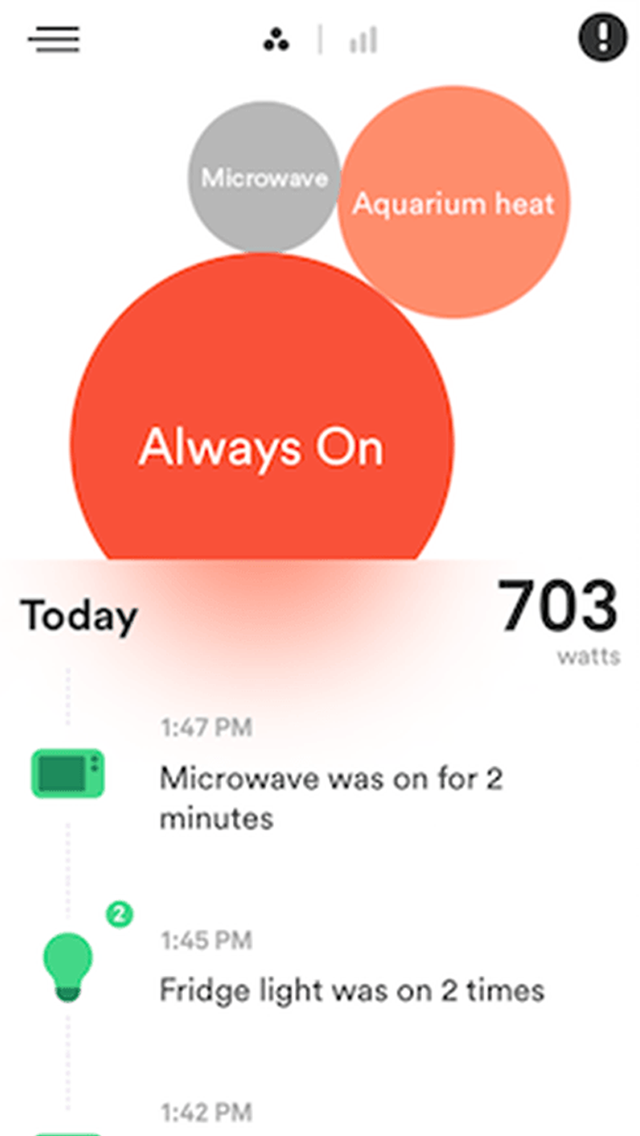 Microwave
Aquarium heat
Always On
Today
703
watts
1:47 PM
Microwave was on for 2
minutes
2
1:45 PM
Fridge light was on 2 times
1:42 PM